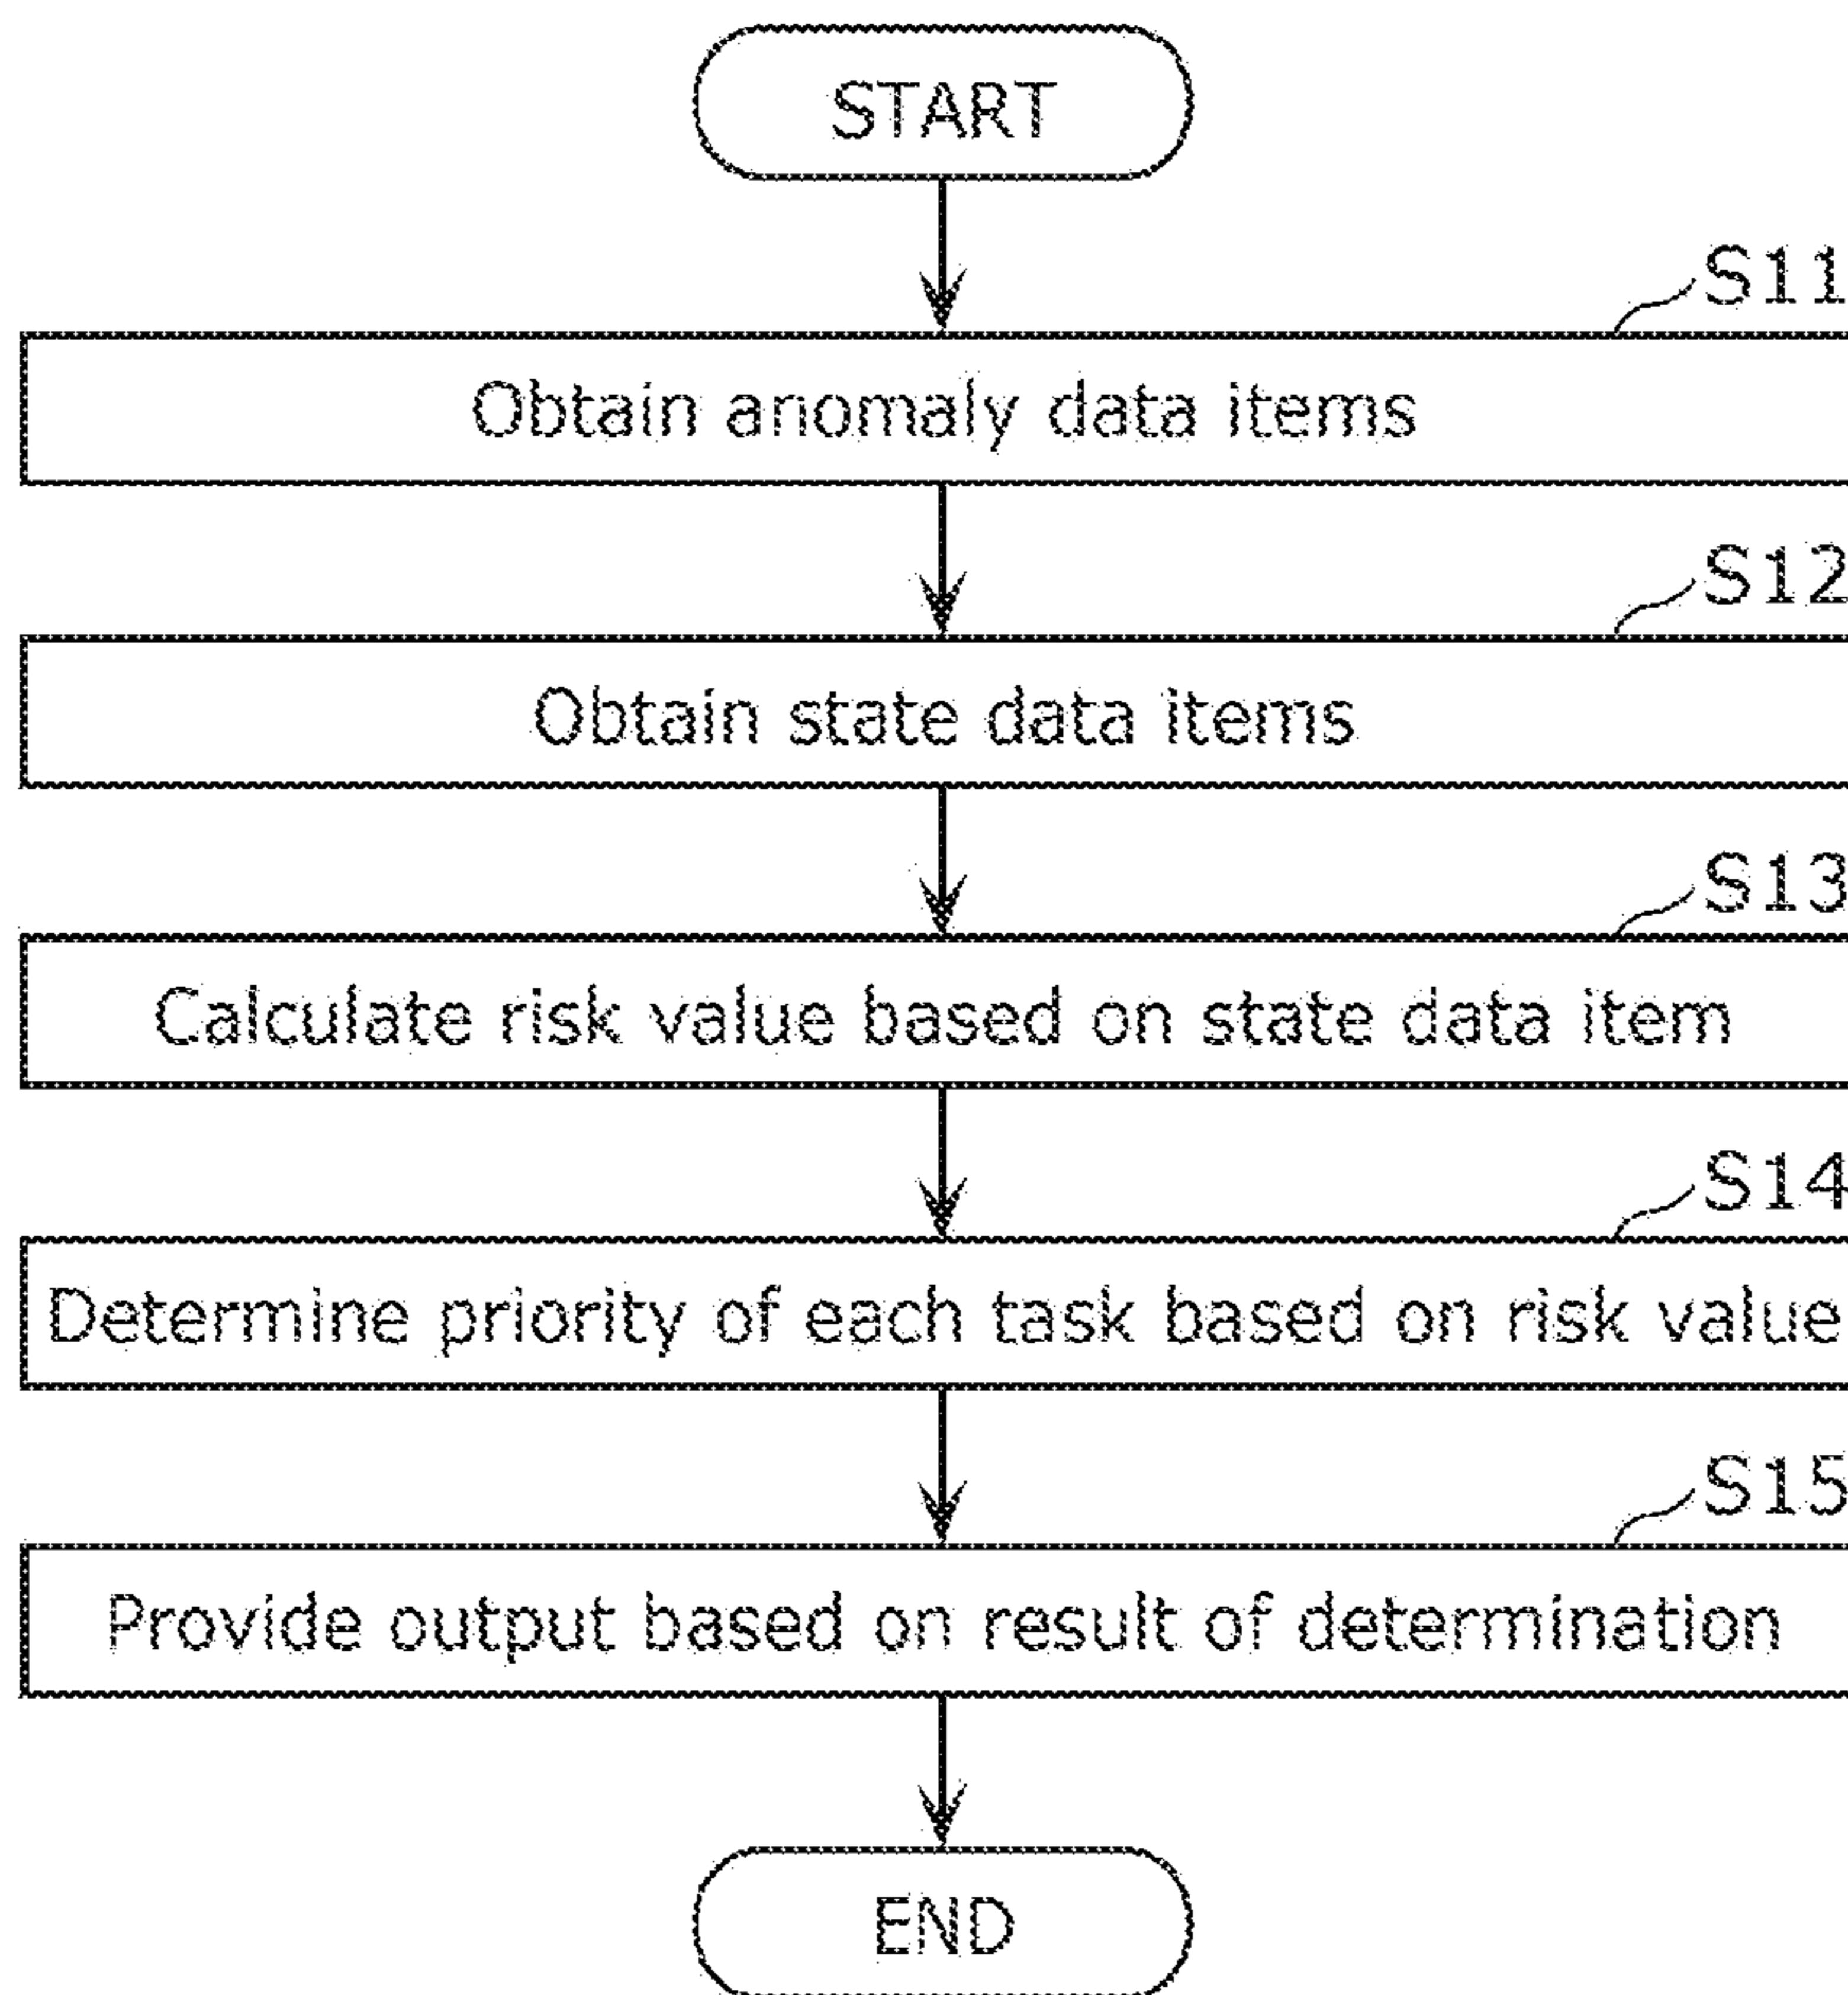 START
S11
Obtain anomaly data items
S12
Obtain state data items
S13
Calculate risk value based on state data item
S14
Determine priority of each task based on risk value
S15
Provide output based on result of determination
END